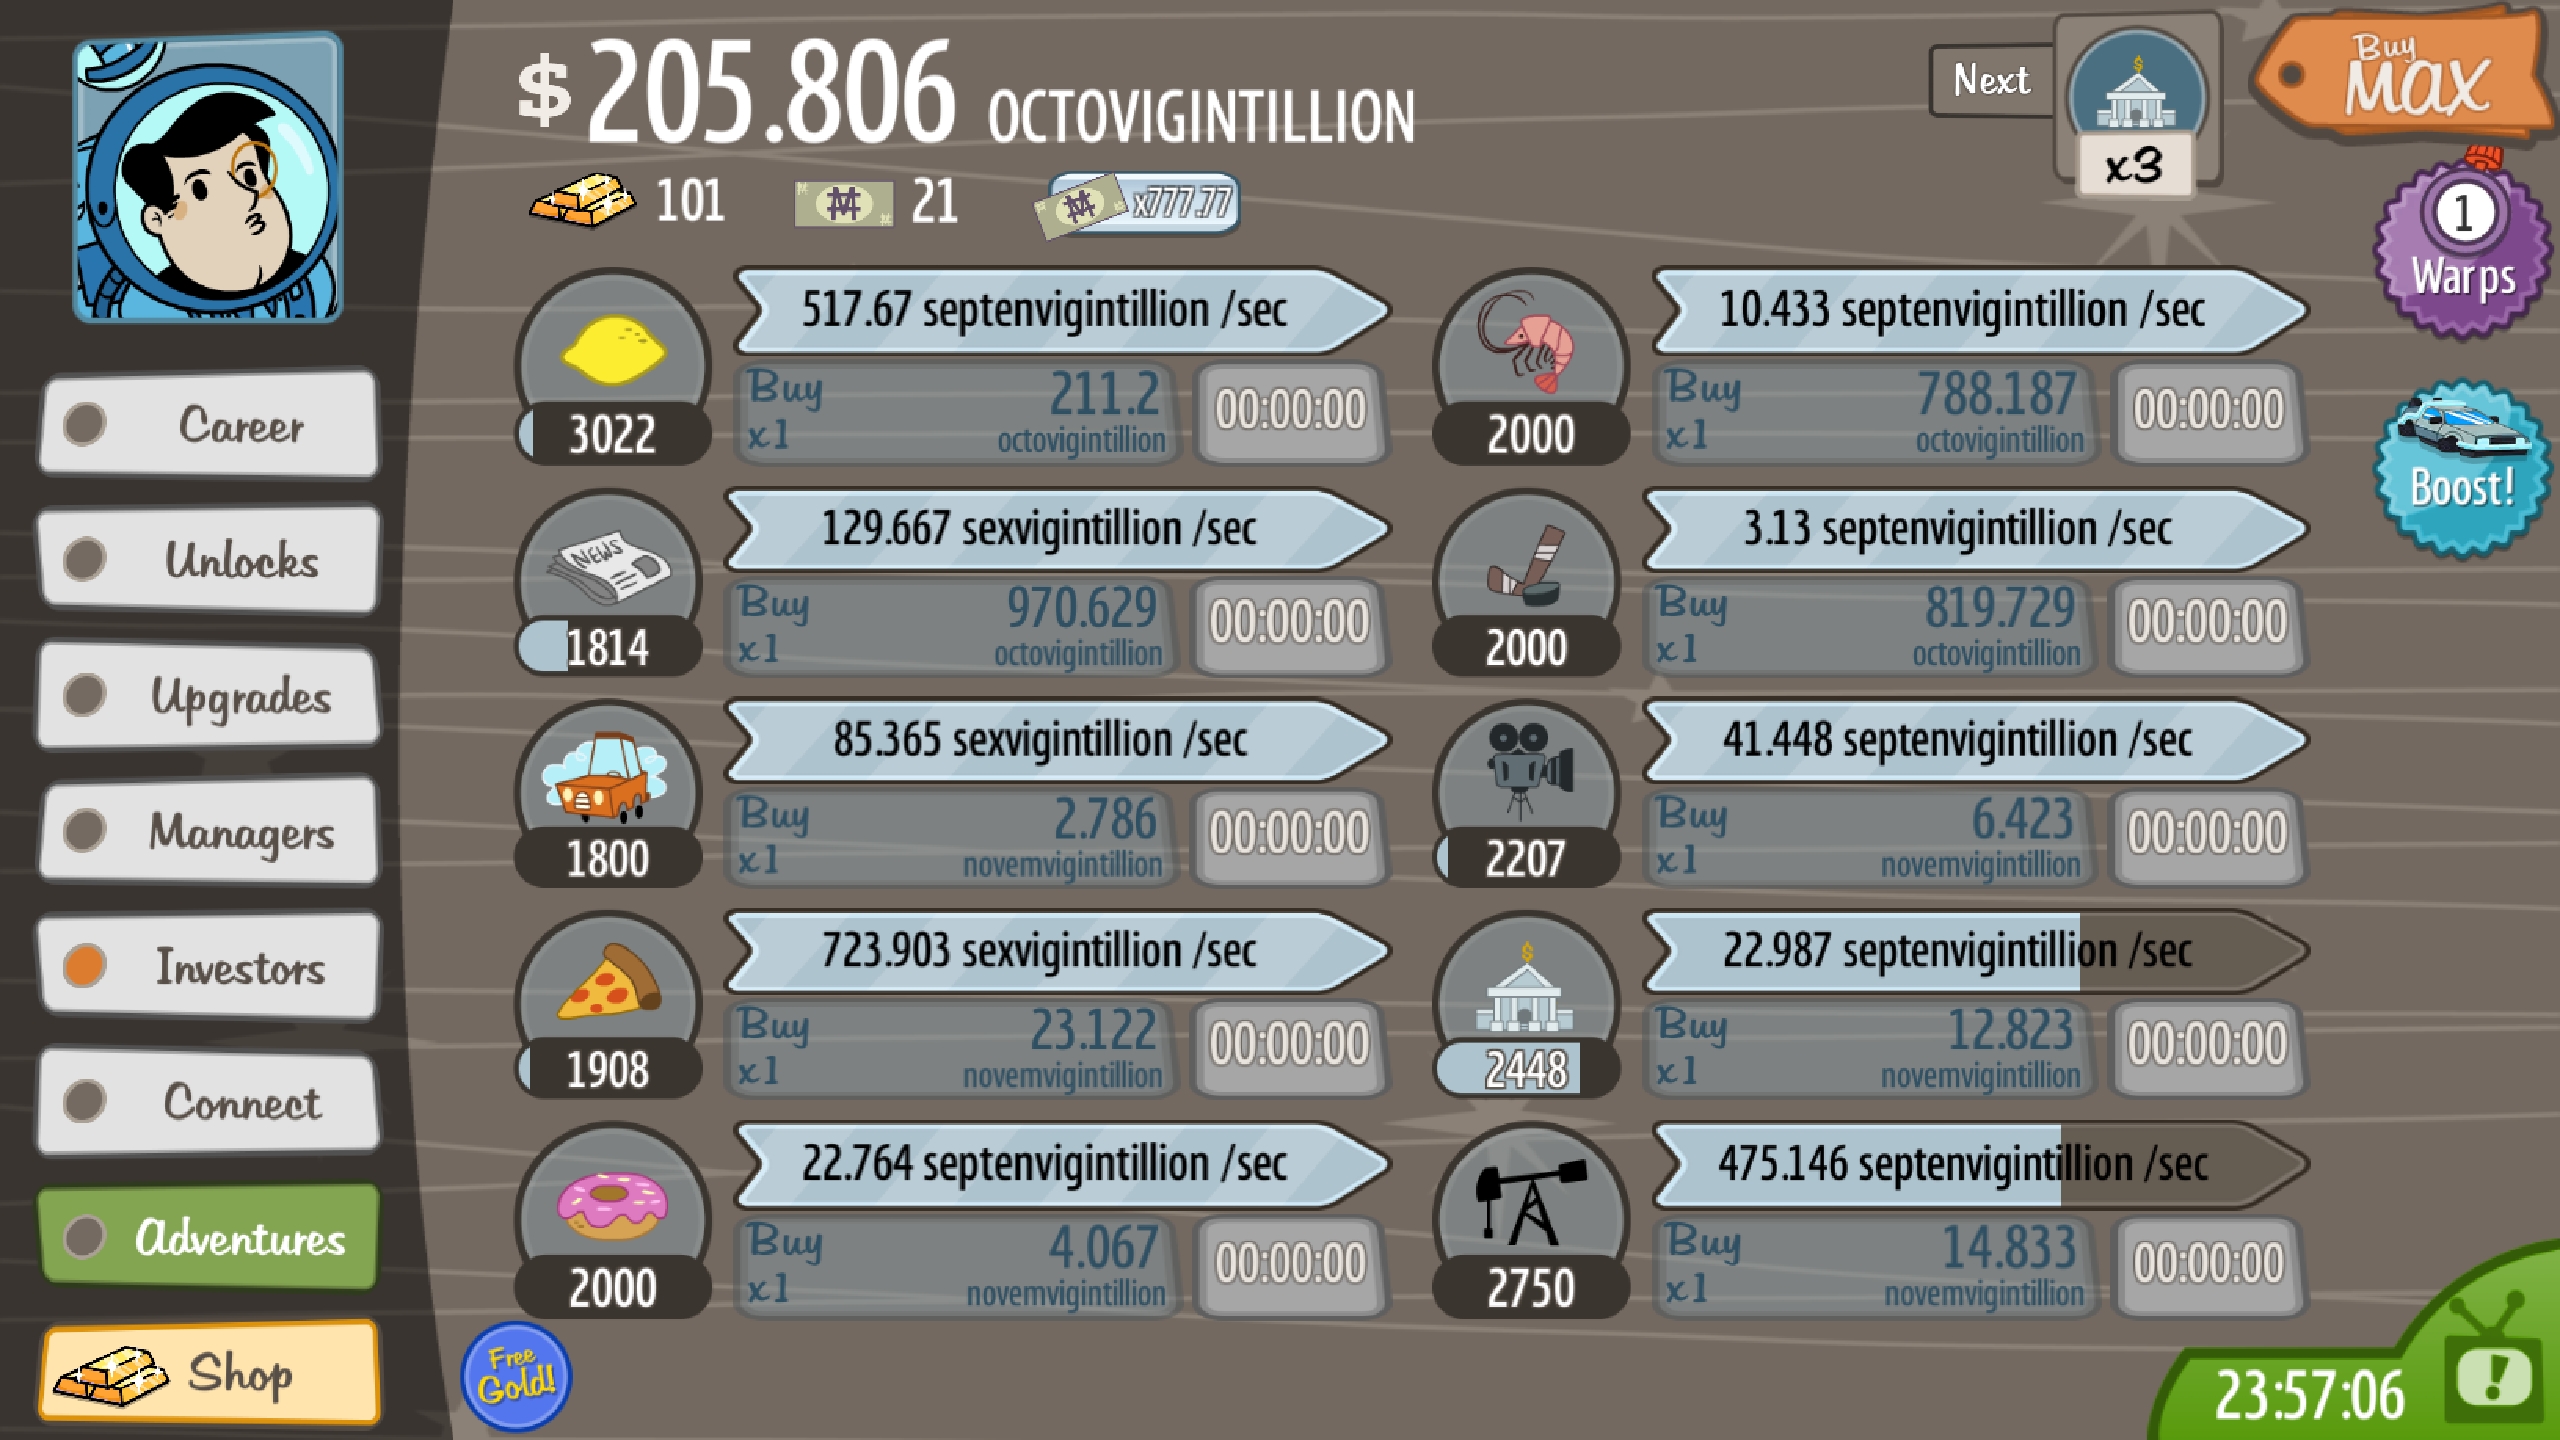 $205.806 OCTOVIGINTILLION
Next
x3
Buy
MAX
101
21
x777.77
1
Warps
Boost!
Career
Unlocks
Upgrades
Managers
Investors
Connect
Adventures
Shop
517.67 septenvigintillion /sec
Buy
x1
211.2
octovigintillion
00:00:00
3022
10.433 septenvigintillion /sec
Buy
x1
788.187
octovigintillion
00:00:00
2000
NEWS
129.667 sexvigintillion /sec
Buy
x1
970.629
octovigintillion
00:00:00
1814
3.13 septenvigintillion /sec
Buy
x1
819.729
octovigintillion
00:00:00
2000
85.365 sexvigintillion /sec
Buy
x1
2.786
novemvigintillion
00:00:00
1800
41.448 septenvigintillion /sec
Buy
x1
6.423
novemvigintillion
00:00:00
2207
723.903 sexvigintillion /sec
Buy
x1
23.122
novemvigintillion
00:00:00
1908
22.987 septenvigintillion /sec
Buy
x1
12.823
novemvigintillion
00:00:00
2448
22.764 septenvigintillion /sec
Buy
x1
4.067
novemvigintillion
00:00:00
2000
475.146 septenvigintillion /sec
Buy
x1
14.833
novemvigintillion
00:00:00
2750
Free
Gold!
23:57:06